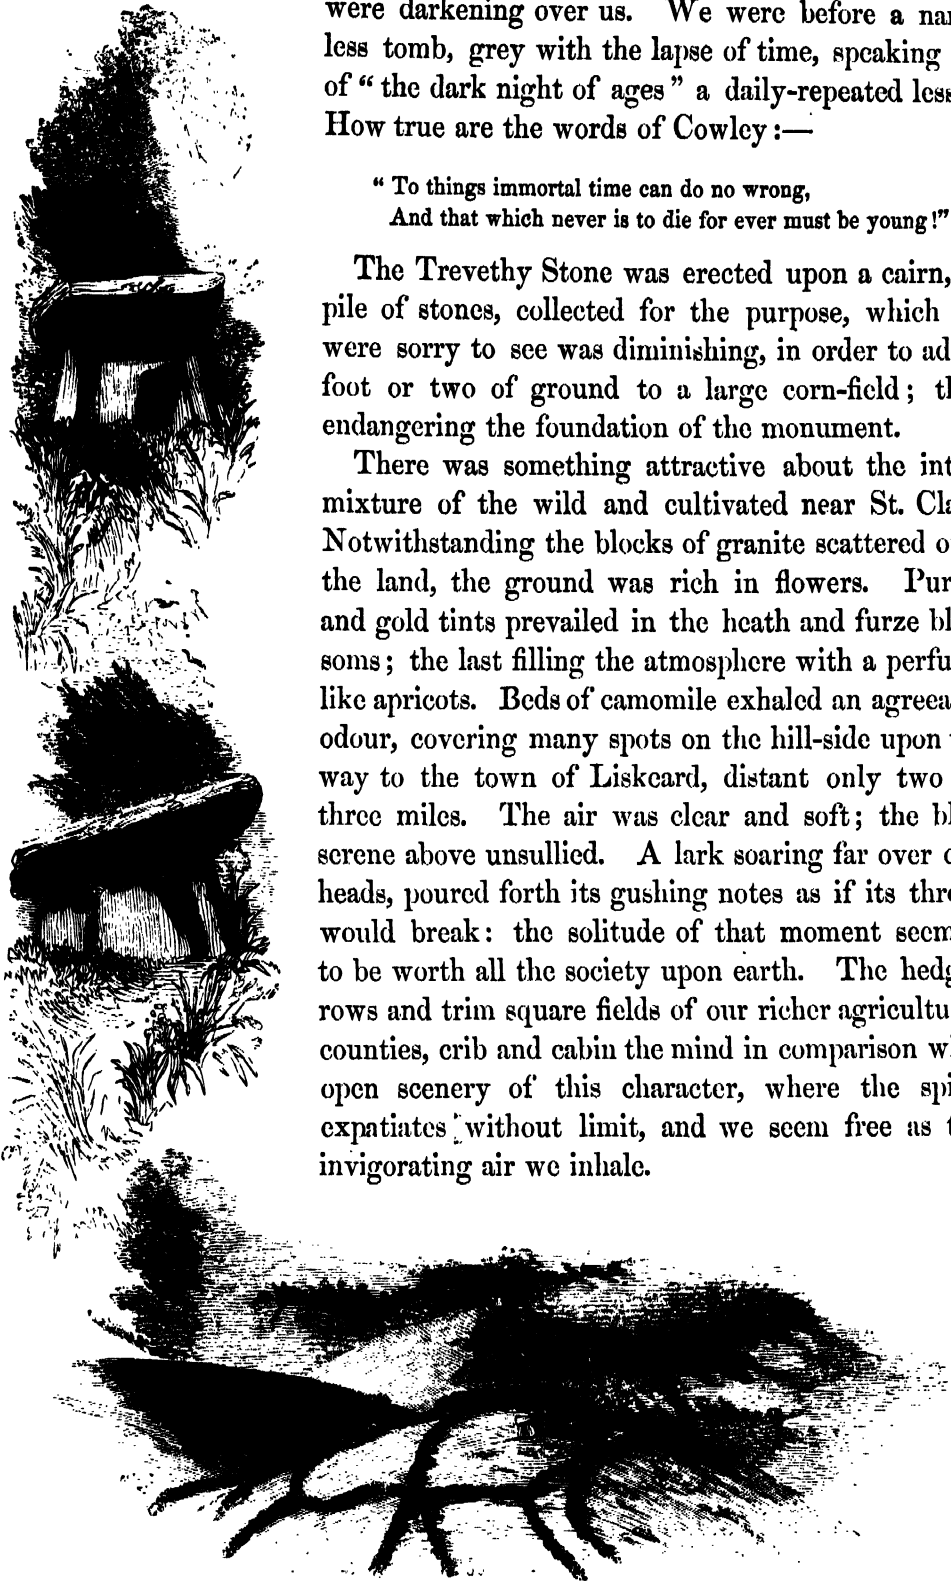 were darkening over us. We were before a nam
less tomb, grey with the lapse of time, speaking
of “ the dark night of ages ” a daily-repeated less
How true are the words of Cowley :—
“ To things immortal time can do no wrong,
And that which never is to die for ever must be young !”
The Trevethy Stone was erected upon a cairn,
pile of stones, collected for the purpose, which
were sorry to see was diminishing, in order to ad
foot or two of ground to a large corn-field ; th
endangering the foundation of the monument.
There was something attractive about the int
mixture of the wild and cultivated near St. Cla
Notwithstanding the blocks of granite scattered o
the land, the ground was rich in flowers. Pur
and gold tints prevailed in the heath and furze bl
soms ; the last filling the atmosphere with a perfu
like apricots. Beds of camomile exhaled an agreea
odour, covering many spots on the hill-side upon
way to the town of Liskeard, distant only two
three miles. The air was clear and soft ; the bl
serene above unsullied. A lark soaring far over o
heads, poured forth its gushing notes as if its thro
would break : the solitude of that moment seem
to be worth all the society upon earth. The hedg
rows and trim square fields of our richer agricultu
counties, crib and cabin the mind in comparison w
open scenery of this character, where the spi
expatiates without limit, and we seem free as t
invigorating air we inhale.